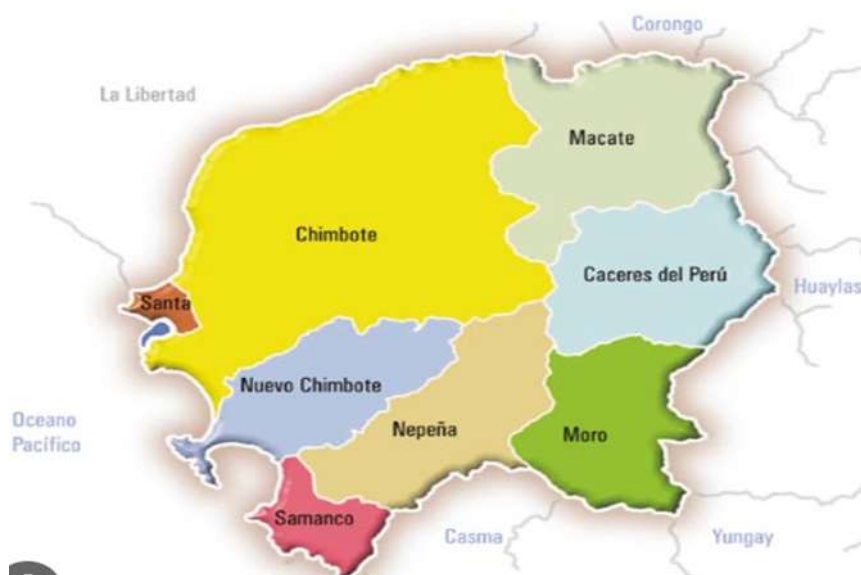 Corongo
La Libertad
Macate
Chimbote
Caceres del Perú
Huaylas
Santa
Nuevo Chimbote
Oceano
Pacífico
Nepeña
Moro
Samanco
Casma
Yungay